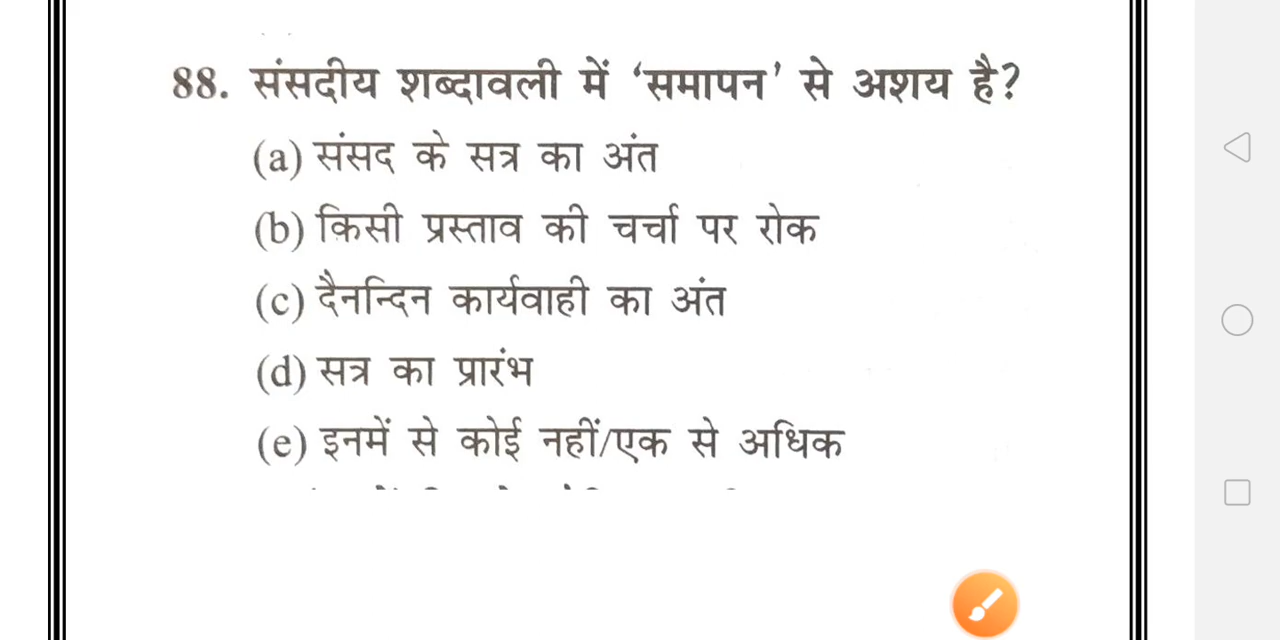 88. संसदीय शब्दावली में ‘समापन’ से अशय है?
(a) संसद के सत्र का अंत
(b) किसी प्रस्ताव की चर्चा पर रोक
(c) दैनन्दिन कार्यवाही का अंत
(d) सत्र का प्रारंभ
(e) इनमें से कोई नहीं/एक से अधिक